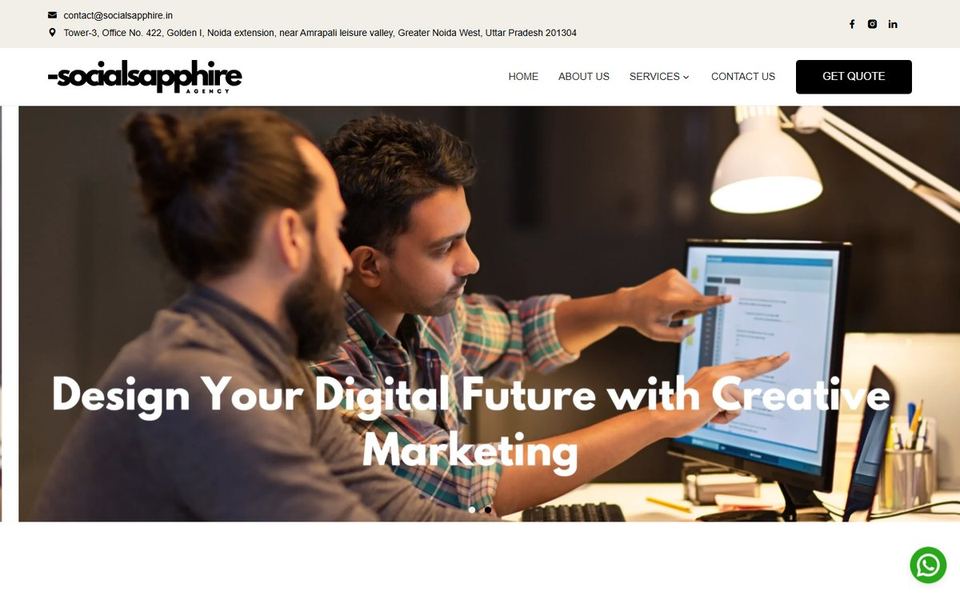 contact@socialsapphire.in
Tower-3, Office No. 422, Golden I, Noida extension, near Amrapali leisure valley, Greater Noida West, Uttar Pradesh 201304
-socialsapphire
AGENCY
HOME ABOUT US SERVICES CONTACT US GET QUOTE
Design Your Digital Future with Creative
Marketing